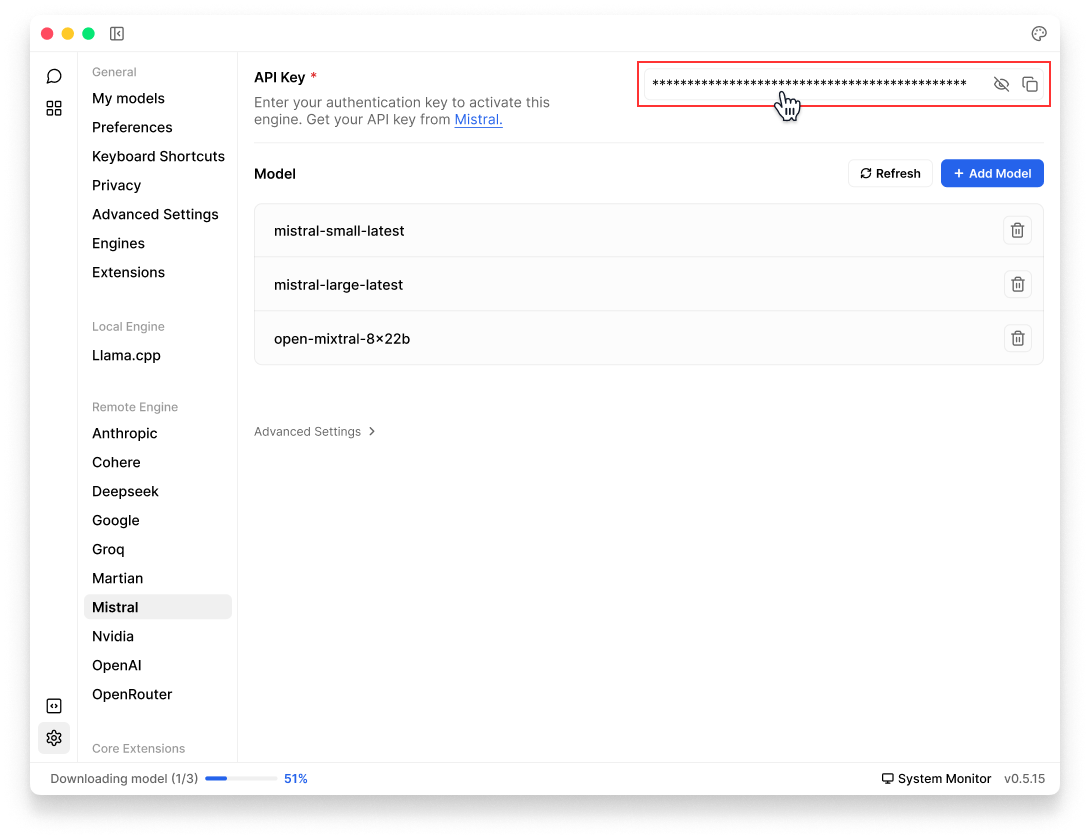 General
My models
Preferences
Keyboard Shortcuts
Privacy
Advanced Settings
Engines
Extensions
Local Engine
Llama.cpp
Remote Engine
Anthropic
Cohere
Deepseek
Google
Groq
Martian
Mistral
Nvidia
OpenAI
OpenRouter
Core Extensions
API Key *
Enter your authentication key to activate this
engine. Get your API key from Mistral.
*********************************************
Model
Refresh
+ Add Model
mistral-small-latest
mistral-large-latest
open-mixtral-8x22b
Advanced Settings >
Downloading model (1/3) 51%
System Monitor v0.5.15